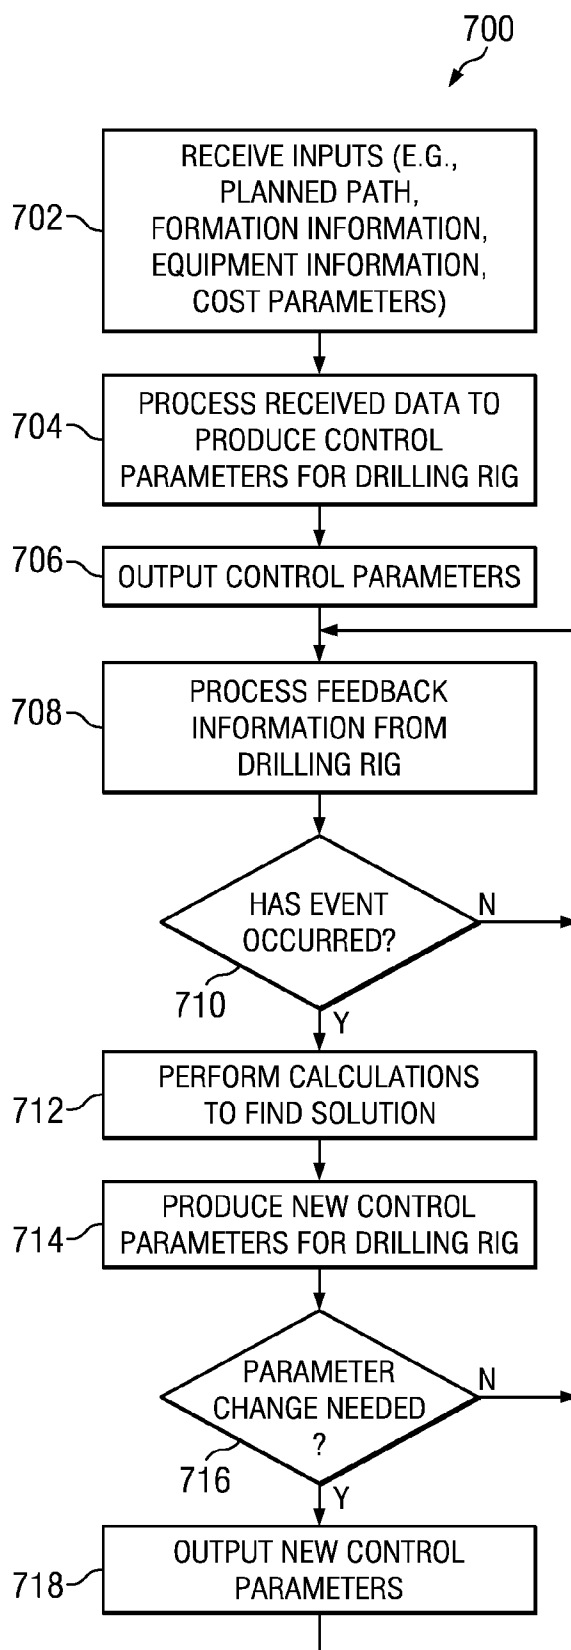 700
702
RECEIVE INPUTS (E.G.,
PLANNED PATH,
FORMATION INFORMATION,
EQUIPMENT INFORMATION,
COST PARAMETERS)
704
PROCESS RECEIVED DATA TO
PRODUCE CONTROL
PARAMETERS FOR DRILLING RIG
706
OUTPUT CONTROL PARAMETERS
708
PROCESS FEEDBACK
INFORMATION FROM
DRILLING RIG
HAS EVENT
OCCURRED?
N
710
Y
712
PERFORM CALCULATIONS
TO FIND SOLUTION
714
PRODUCE NEW CONTROL
PARAMETERS FOR DRILLING RIG
PARAMETER
CHANGE NEEDED
?
N
716
Y
718
OUTPUT NEW CONTROL
PARAMETERS